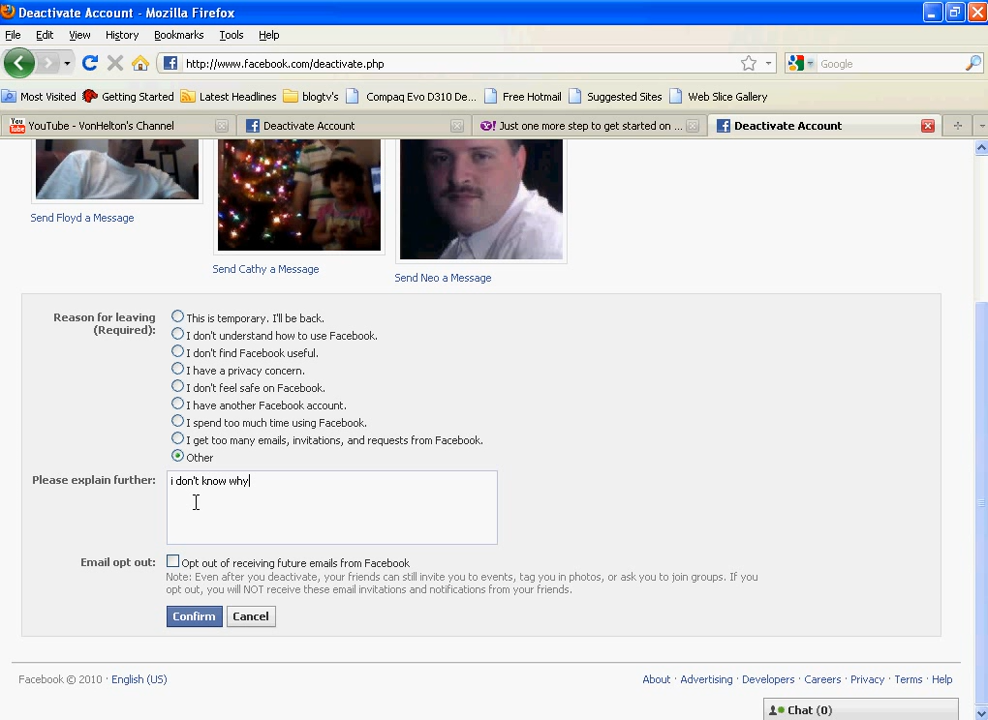 Deactivate Account - Mozilla Firefox
File Edit View History Bookmarks Tools Help
http://www.facebook.com/deactivate.php
Google
Most Visited Getting Started Latest Headlines blogtv's Compaq Evo D310 De... Free Hotmail Suggested Sites Web Slice Gallery
YouTube - VonHelton's Channel Deactivate Account Just one more step to get started on ... Deactivate Account
Send Floyd a Message
Send Cathy a Message
Send Neo a Message
Reason for leaving
(Required):
This is temporary. I'll be back.
I don't understand how to use Facebook.
I don't find Facebook useful.
I have a privacy concern.
I don't feel safe on Facebook.
I have another Facebook account.
I spend too much time using Facebook.
I get too many emails, invitations, and requests from Facebook.
Other
Please explain further: i don't know why
Email opt out: Opt out of receiving future emails from Facebook
Note: Even after you deactivate, your friends can still invite you to events, tag you in photos, or ask you to join groups. If you
opt out, you will NOT receive these email invitations and notifications from your friends.
Confirm Cancel
Facebook © 2010 · English (US) About · Advertising · Developers · Careers · Privacy · Terms · Help
Chat (0)